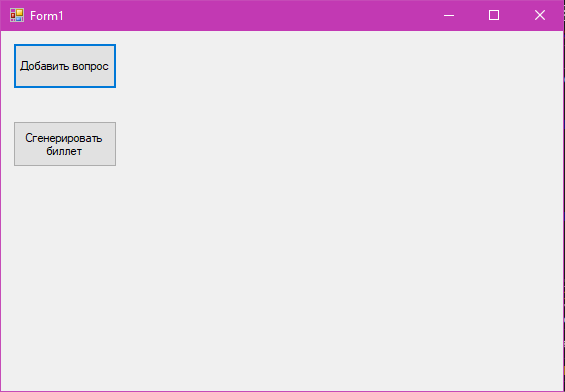 Form1
Добавить вопрос
Сгенерировать
биллет